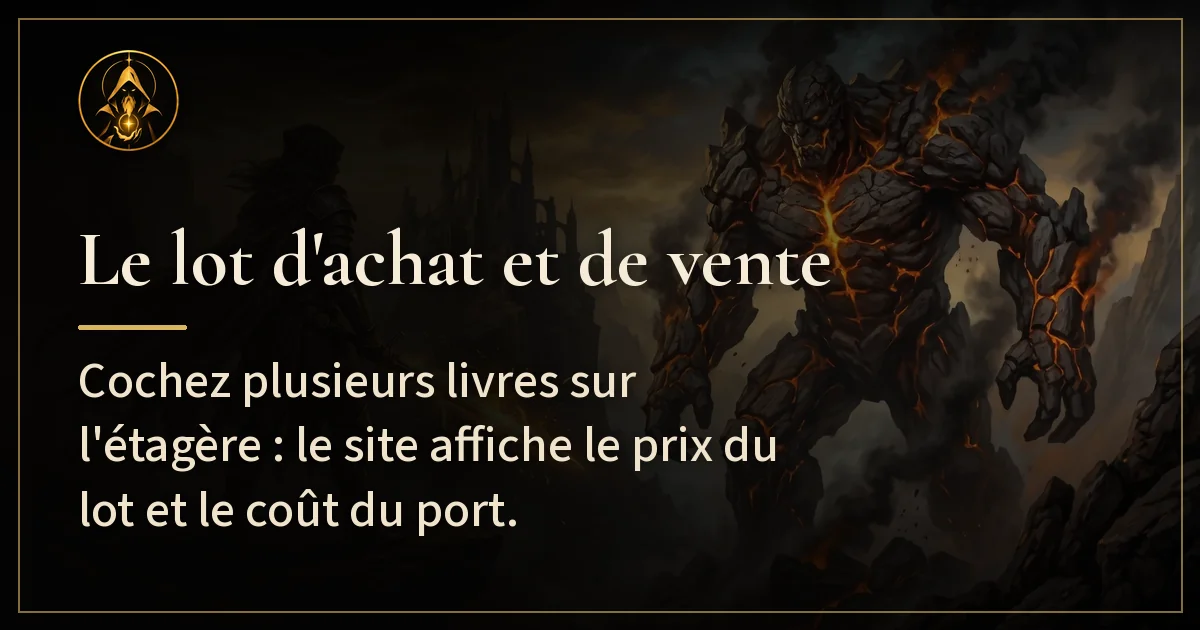 Le lot d'achat et de vente
Cochez plusieurs livres sur
l'étagère : le site affiche le prix du
lot et le coût du port.